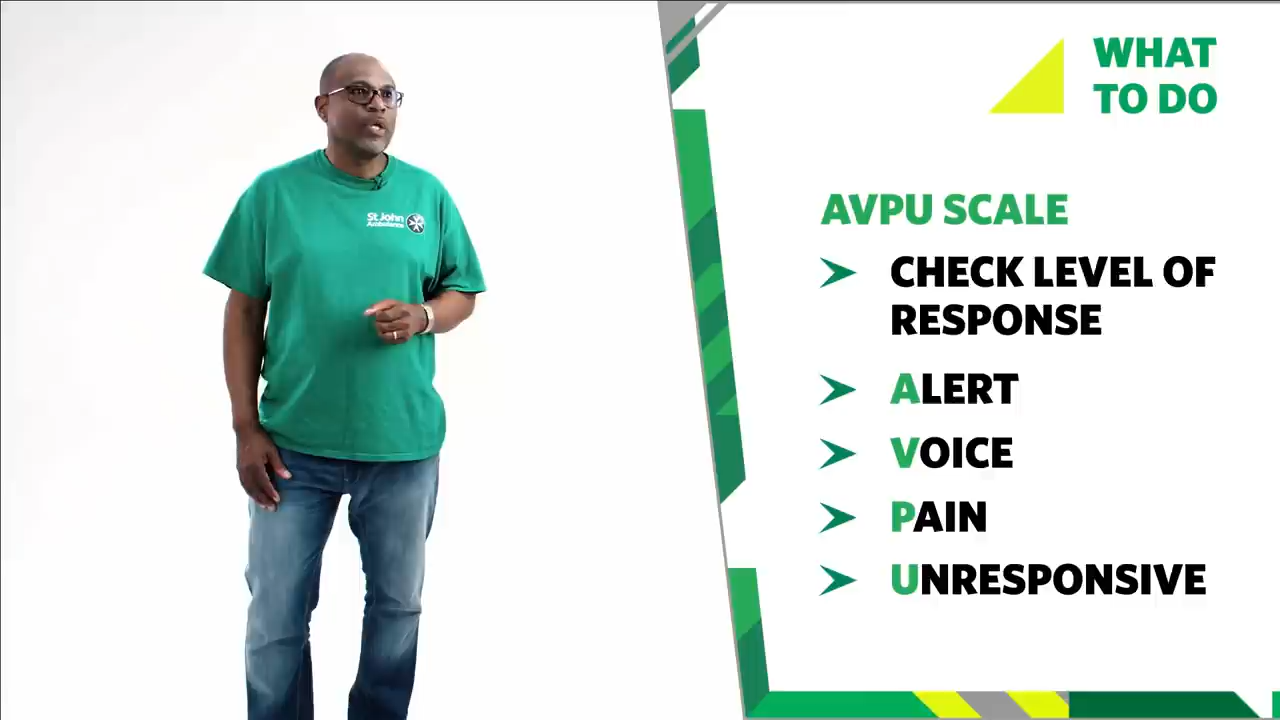 St John
Ambulance
WHAT
TO DO
AVPU SCALE
CHECK LEVEL OF
RESPONSE
ALERT
VOICE
PAIN
UNRESPONSIVE